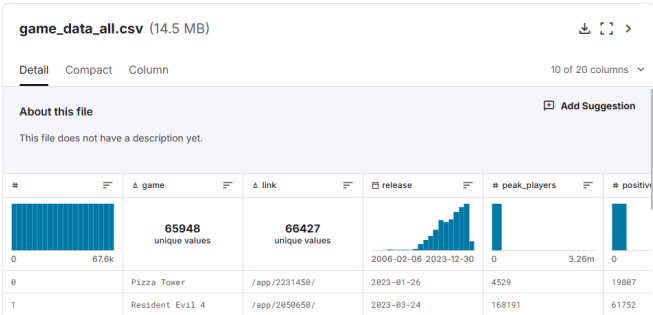 game_data_all.csv (14.5 MB)
Detail Compact Column
10 of 20 columns
About this file
Add Suggestion
This file does not have a description yet.
# game link release # peak_players # positive
65948 unique values
66427 unique values
0 67.6k
2006-02-06 2023-12-30
0 3.26m
0
0 Pizza Tower /app/2231450/ 2023-01-26 4529 19807
1 Resident Evil 4 /app/2050650/ 2023-03-24 168191 61752